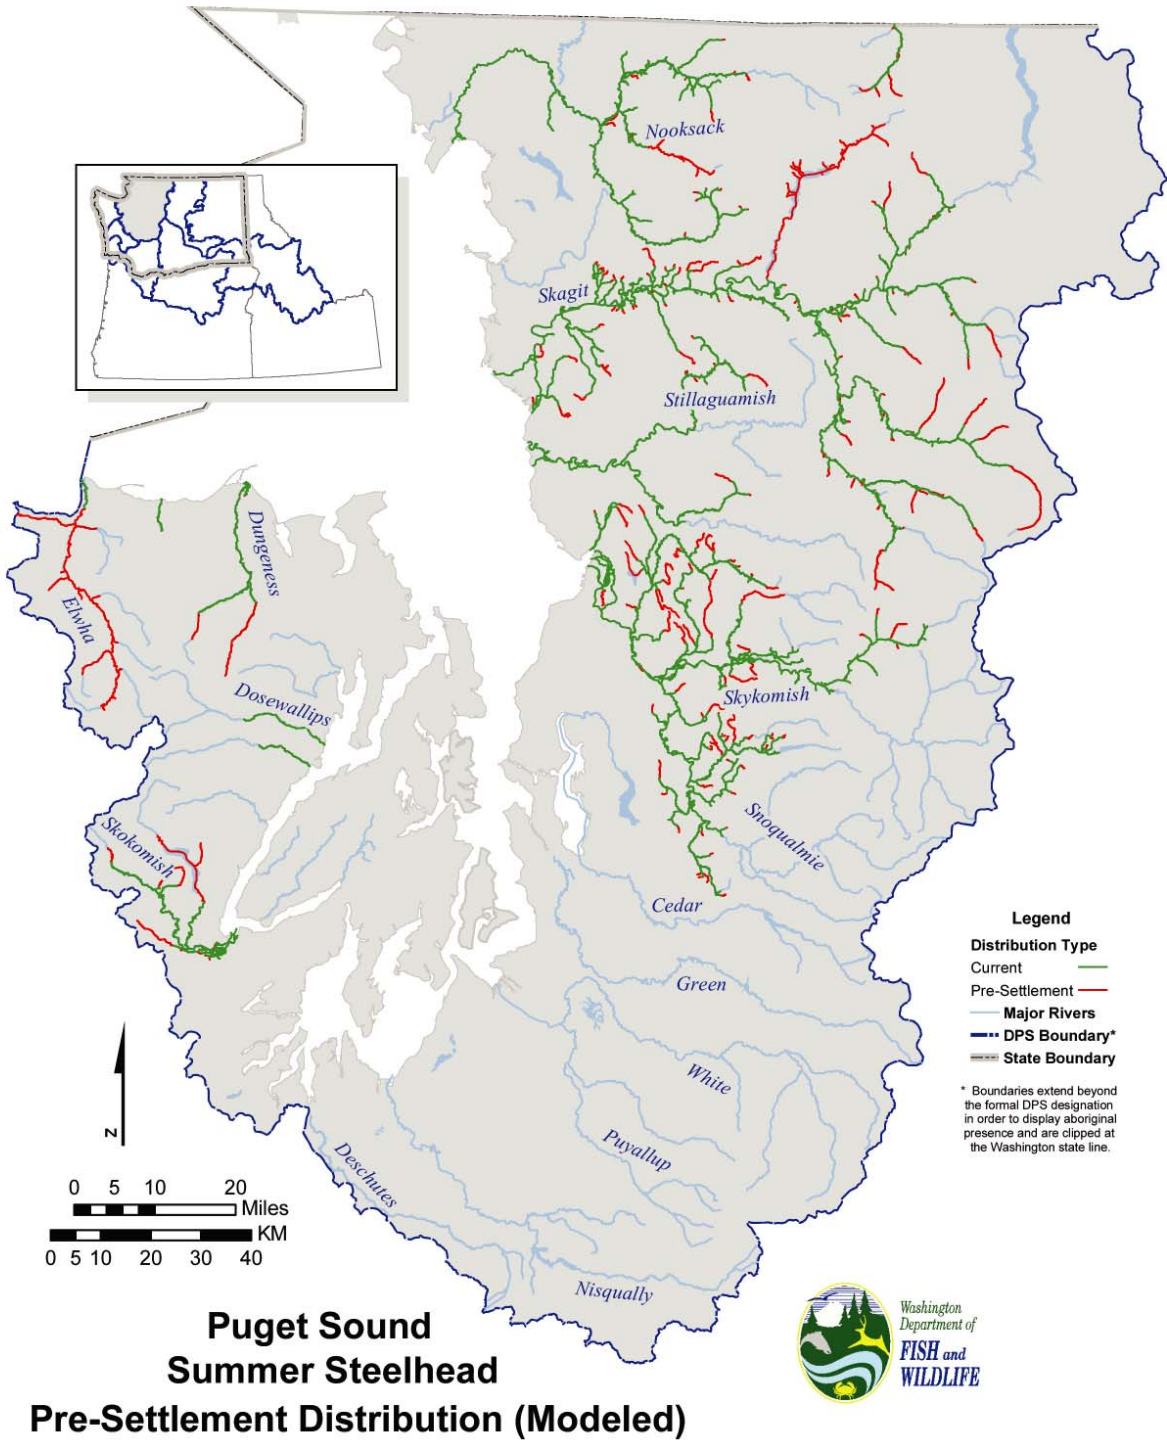 Nooksack
Skagit
Stillaguamish
Dungeness
Elwha
Dosewallips
Skykomish
Snoqualmie
Skokomish
Cedar
Green
White
Puyallup
Deschutes
Nisqually
Legend
Distribution Type
Current
Pre-Settlement
Major Rivers
DPS Boundary*
State Boundary
* Boundaries extend beyond
the formal DPS designation
in order to display aboriginal
presence and are clipped at
the Washington state line.
N
0 5 10 20
Miles
KM
0 5 10 20 30 40
Puget Sound
Summer Steelhead
Pre-Settlement Distribution (Modeled)
Washington
Department of
FISH and
WILDLIFE